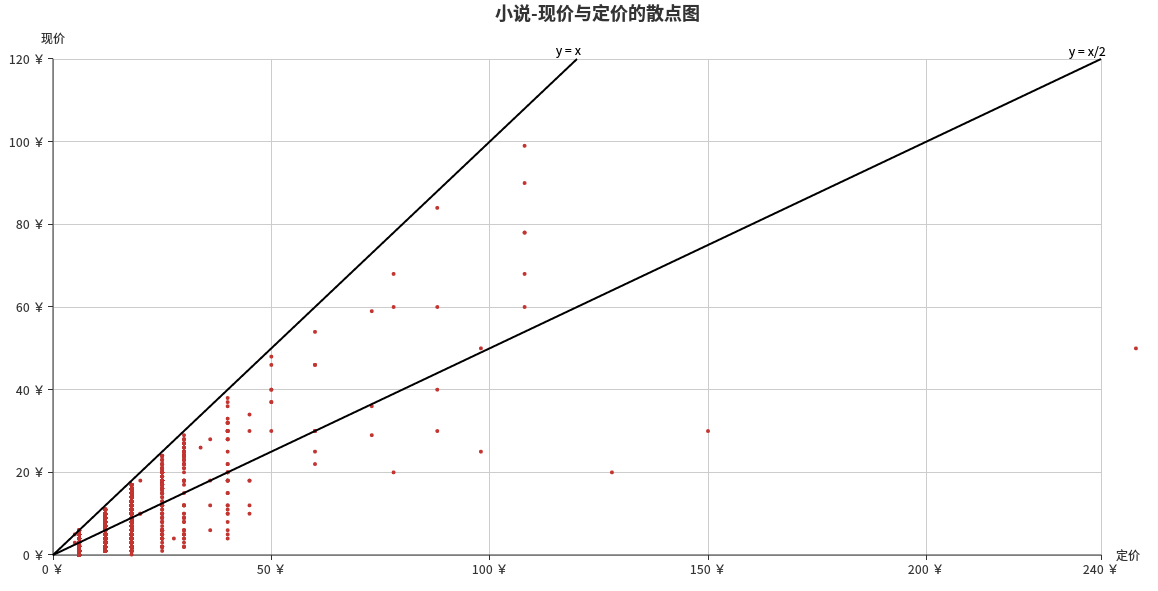 小说-现价与定价的散点图
现价
y = x
y = x/2
120 ￥
100 ￥
80 ￥
60 ￥
40 ￥
20 ￥
0 ￥
0 ￥
50 ￥
100 ￥
150 ￥
200 ￥
240 ￥
定价